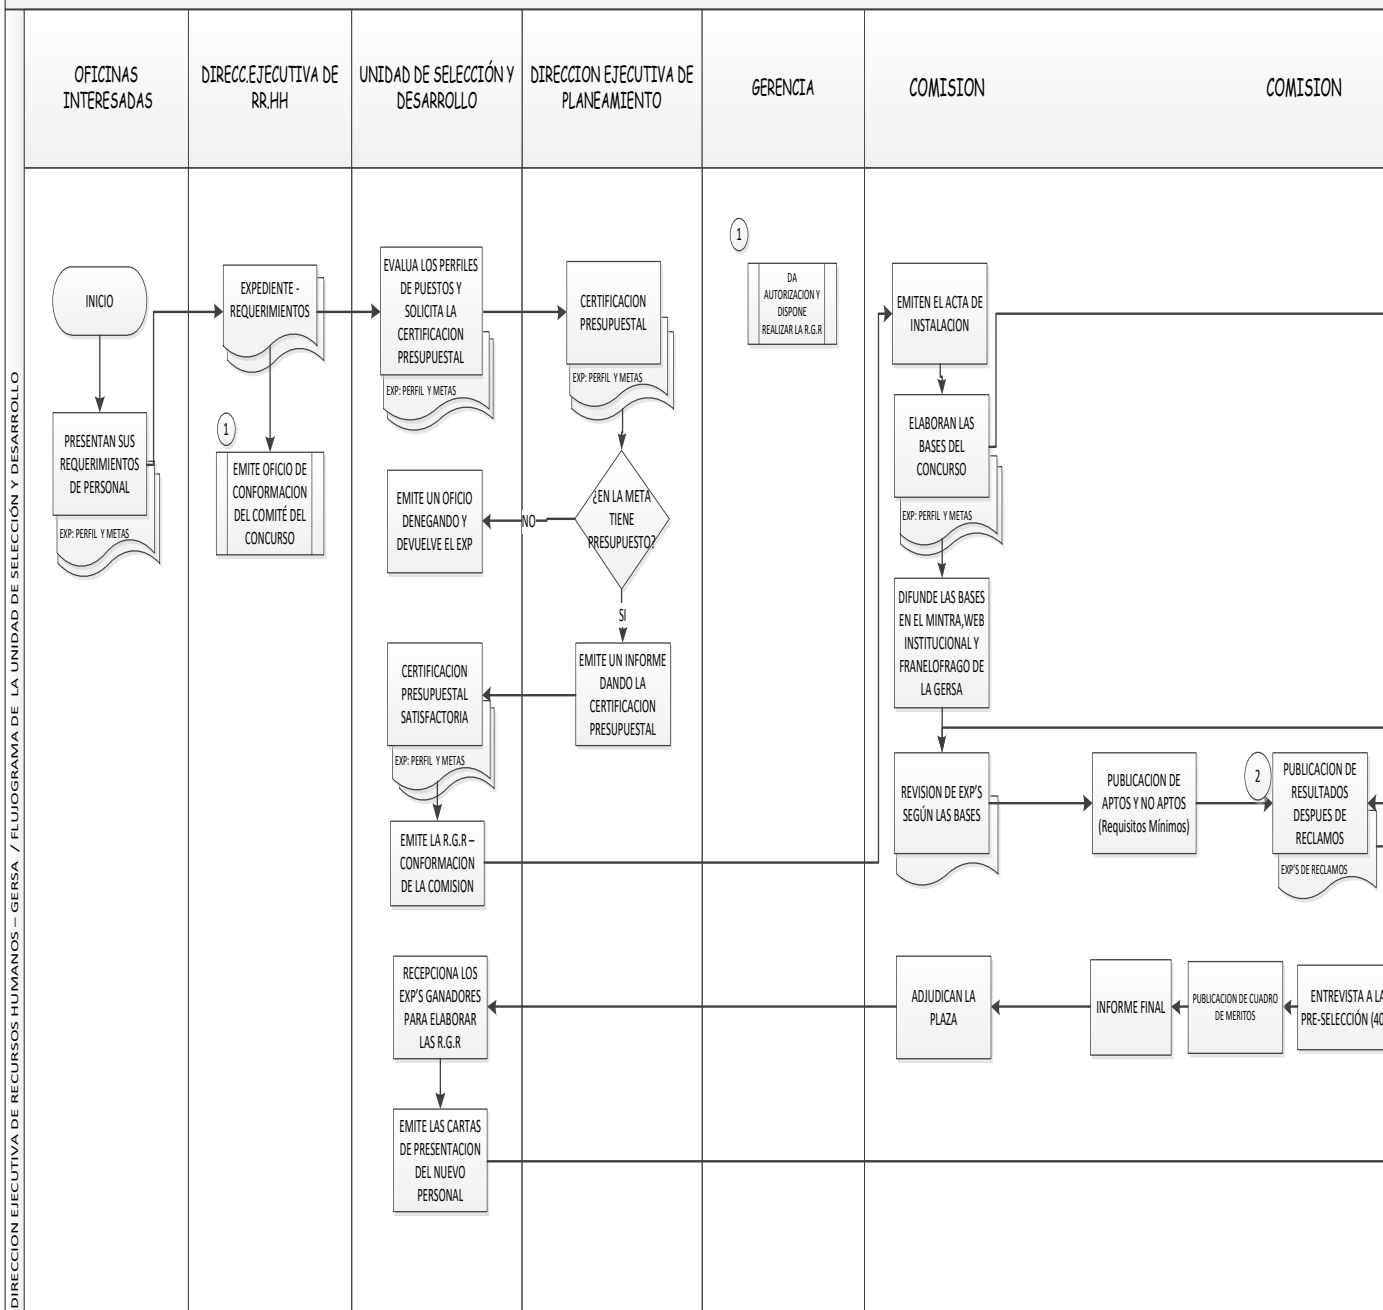 DIRECCION EJECUTIVA DE RECURSOS HUMANOS – GERSA / FLUJOGRAMA DE LA UNIDAD DE SELECCIÓN Y DESARROLLO
OFICINAS
INTERESADAS
DIRECC.EJECUTIVA DE
RR.HH
UNIDAD DE SELECCIÓN Y
DESARROLLO
DIRECCION EJECUTIVA DE
PLANEAMIENTO
GERENCIA
COMISION
COMISION
INICIO
PRESENTAN SUS
REQUERIMIENTOS
DE PERSONAL
EXP: PERFIL Y METAS
EXPEDIENTE -
REQUERIMIENTOS
1
EMITE OFICIO DE
CONFORMACION
DEL COMITÉ DEL
CONCURSO
EVALUA LOS PERFILES
DE PUESTOS Y
SOLICITA LA
CERTIFICACION
PRESUPUESTAL
EXP: PERFIL Y METAS
EMITE UN OFICIO
DENEGANDO Y
DEVUELVE EL EXP
CERTIFICACION
PRESUPUESTAL
SATISFACTORIA
EXP: PERFIL Y METAS
EMITE LA R.G.R –
CONFORMACION
DE LA COMISION
RECEPCIONA LOS
EXP'S GANADORES
PARA ELABORAR
LAS R.G.R
EMITE LAS CARTAS
DE PRESENTACION
DEL NUEVO
PERSONAL
CERTIFICACION
PRESUPUESTAL
EXP: PERFIL Y METAS
¿EN LA META
TIENE
PRESUPUESTO?
NO
SI
EMITE UN INFORME
DANDO LA
CERTIFICACION
PRESUPUESTAL
1
DA
AUTORIZACION Y
DISPONE
REALIZAR LA R.G.R
EMITEN EL ACTA DE
INSTALACION
ELABORAN LAS
BASES DEL
CONCURSO
EXP: PERFIL Y METAS
DIFUNDE LAS BASES
EN EL MINTRA,WEB
INSTITUCIONAL Y
FRANELOFRAGO DE
LA GERSA
REVISION DE EXP'S
SEGÚN LAS BASES
PUBLICACION DE
APTOS Y NO APTOS
(Requisitos Mínimos)
2
PUBLICACION DE
RESULTADOS
DESPUES DE
RECLAMOS
EXP'S DE RECLAMOS
ADJUDICAN LA
PLAZA
INFORME FINAL
PUBLICACION DE CUADRO
DE MERITOS
ENTREVISTA A LA
PRE-SELECCIÓN (40